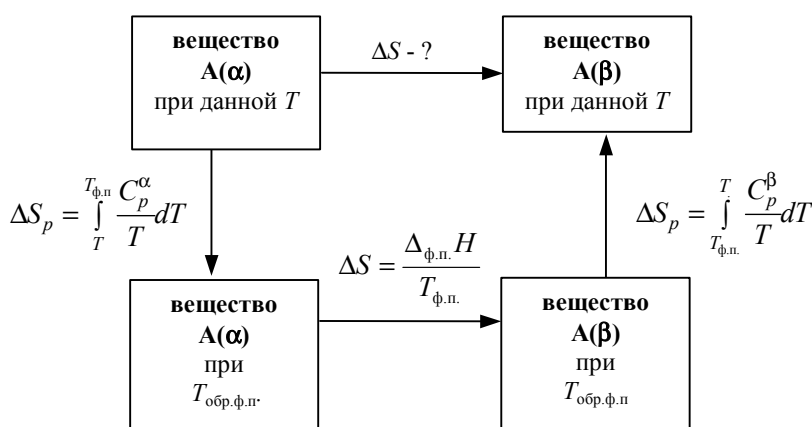 вещество
A(α)
при данной T
ΔS - ?
вещество
A(β)
при данной T
ΔS_p = ∫_T^{T_ф.п} C_p^α / T dT
ΔS = Δ_ф.п. H / T_ф.п.
ΔS_p = ∫_{T_ф.п.}^T C_p^β / T dT
вещество
A(α)
при
T_обр.ф.п.
вещество
A(β)
при
T_обр.ф.п